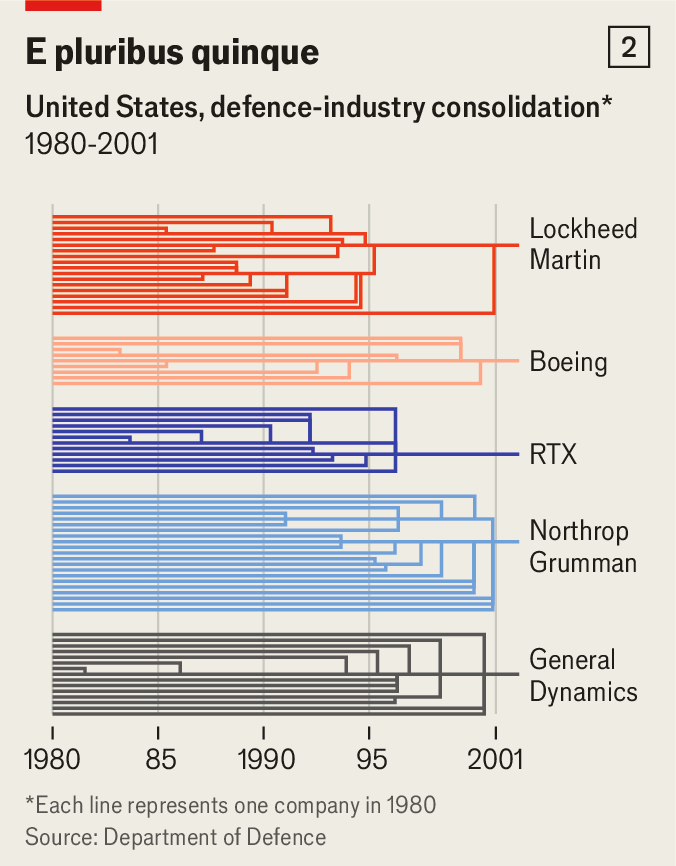 E pluribus quinque
2
United States, defence-industry consolidation*
1980-2001
Lockheed
Martin
Boeing
RTX
Northrop
Grumman
General
Dynamics
1980 85 1990 95 2001
*Each line represents one company in 1980
Source: Department of Defence